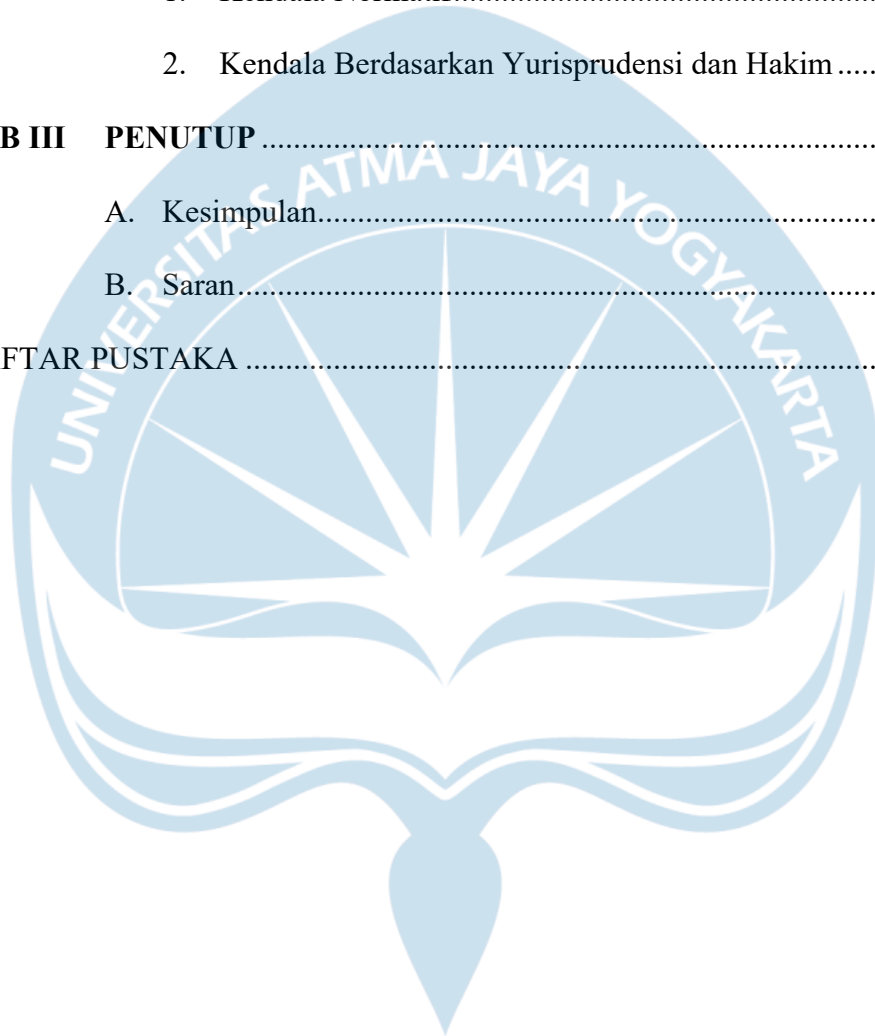 2. Kendala Berdasarkan Yurisprudensi dan Hakim .....
B III PENUTUP ................................................................................
A. Kesimpulan.........................................................................
B. Saran...................................................................................
FTAR PUSTAKA ................................................................................
UNIVERSITAS ATMA JAYA YOGYAKARTA